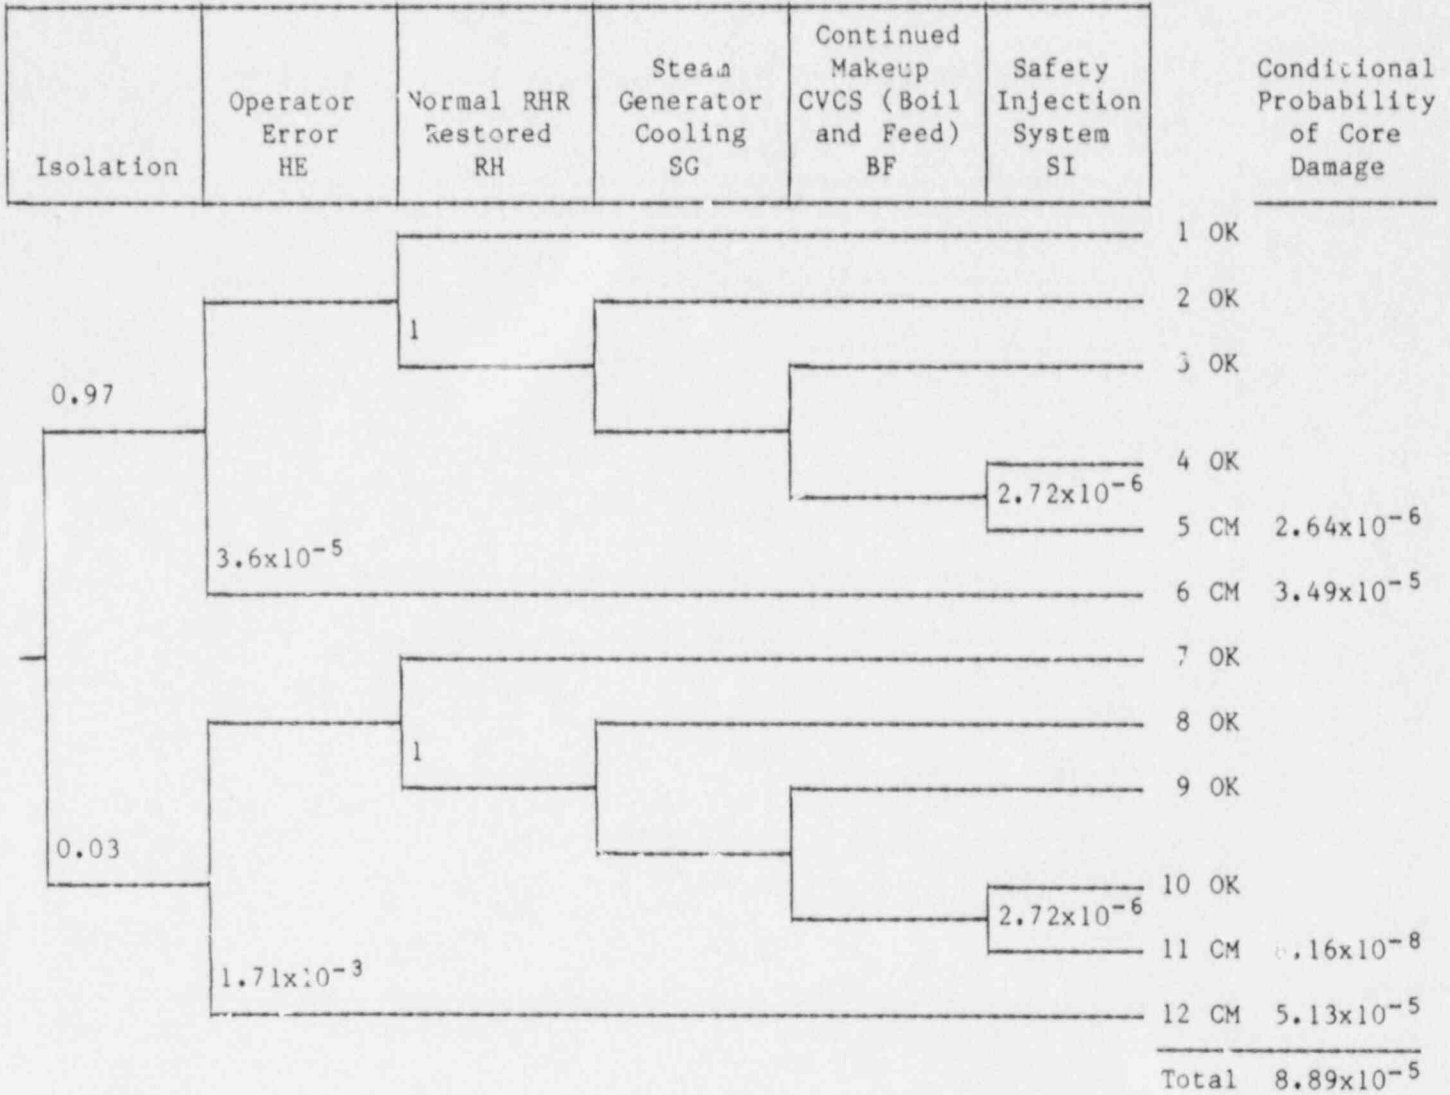 Isolation
Operator
Error
HE
Normal RHR
Restored
RH
Steam
Generator
Cooling
SG
Continued
Makeup
CVCS (Boil
and Feed)
BF
Safety
Injection
System
SI
Conditional
Probability
of Core
Damage
1 OK
2 OK
1
3 OK
0.97
4 OK
2.72x10⁻⁶
5 CM 2.64x10⁻⁶
3.6x10⁻⁵
6 CM 3.49x10⁻⁵
7 OK
8 OK
1
9 OK
0.03
10 OK
2.72x10⁻⁶
11 CM
1.71x10⁻³
12 CM 5.13x10⁻⁵
Total 8.89x10⁻⁵